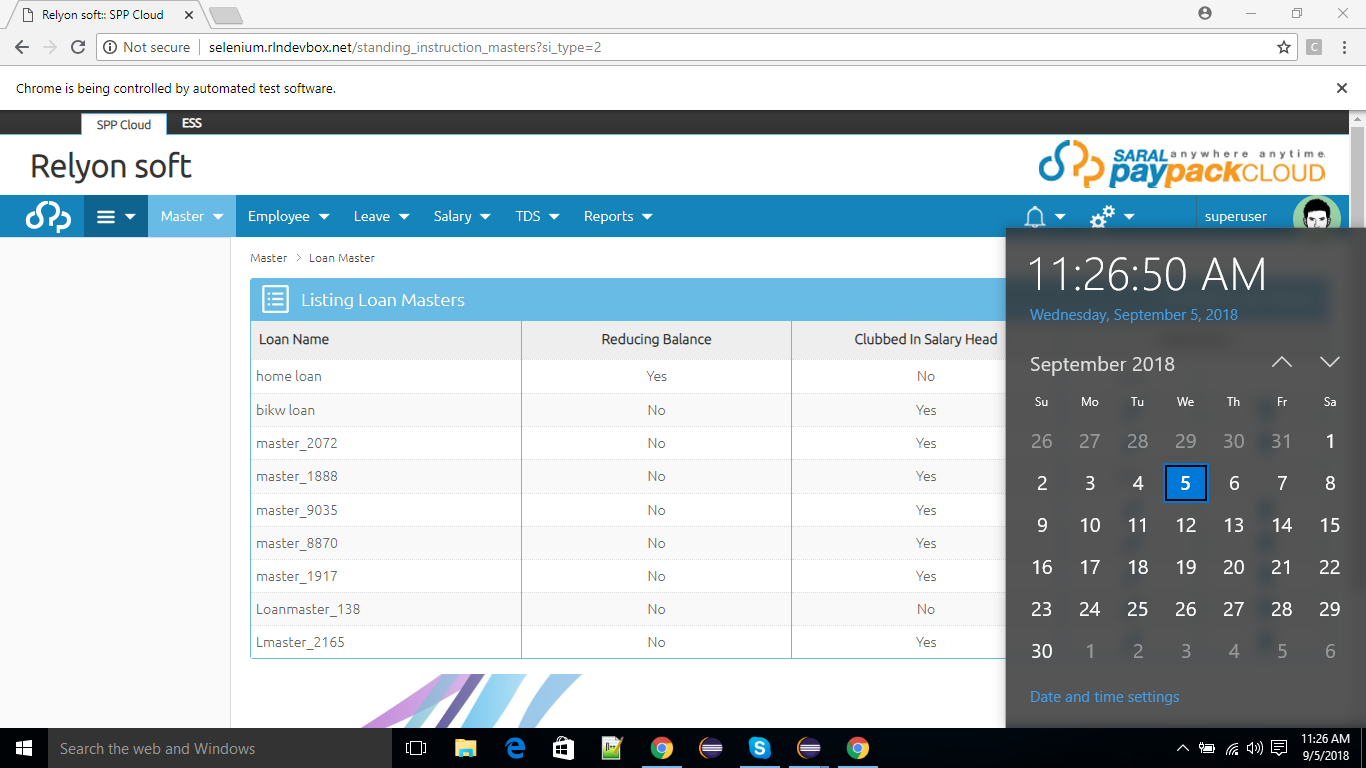 Relyon soft:: SPP Cloud
Not secure selenium.rlndevbox.net/standing_instruction_masters?si_type=2
C
Chrome is being controlled by automated test software.
SPP Cloud ESS
Relyon soft
SARAL anywhere anytime
paypackCLOUD
Master Employee Leave Salary TDS Reports superuser
Master > Loan Master
Listing Loan Masters
Loan Name Reducing Balance Clubbed In Salary Head
home loan Yes No
bikw loan No Yes
master_2072 No Yes
master_1888 No Yes
master_9035 No Yes
master_8870 No Yes
master_1917 No Yes
Loanmaster_138 No No
Lmaster_2165 No Yes
11:26:50 AM
Wednesday, September 5, 2018
September 2018
Su Mo Tu We Th Fr Sa
26 27 28 29 30 31 1
2 3 4 5 6 7 8
9 10 11 12 13 14 15
16 17 18 19 20 21 22
23 24 25 26 27 28 29
30 1 2 3 4 5 6
Date and time settings
Search the web and Windows
11:26 AM
9/5/2018